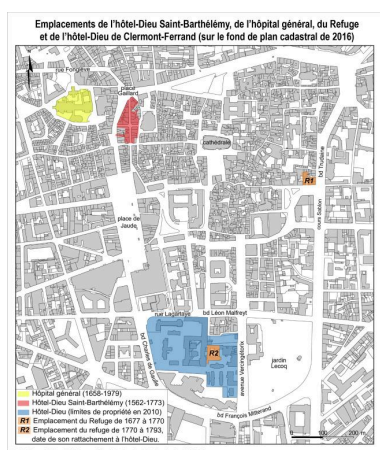 Emplacements de l'hôtel-Dieu Saint-Barthélémy, de l'hôpital général, du Refuge
et de l'hôtel-Dieu de Clermont-Ferrand (sur le fond de plan cadastral de 2016)
rue Fongiève
place
Gaillard
cathédrale
bd Trudaine
R1
cours Sablon
place de
Jaude
rue Lagarlaye
bd Léon Malfreyt
bd Charles de Gaulle
R2
avenue Vercingétorix
jardin
Lecoq
bd François Mitterand
Hôpital général (1658-1979)
Hôtel-Dieu Saint-Barthélémy (1562-1773)
Hôtel-Dieu (limites de propriété en 2010)
R1 Emplacement du Refuge de 1677 à 1770
R2 Emplacement du refuge de 1770 à 1793,
date de son rattachement à l'hôtel-Dieu.
0 100 200 m